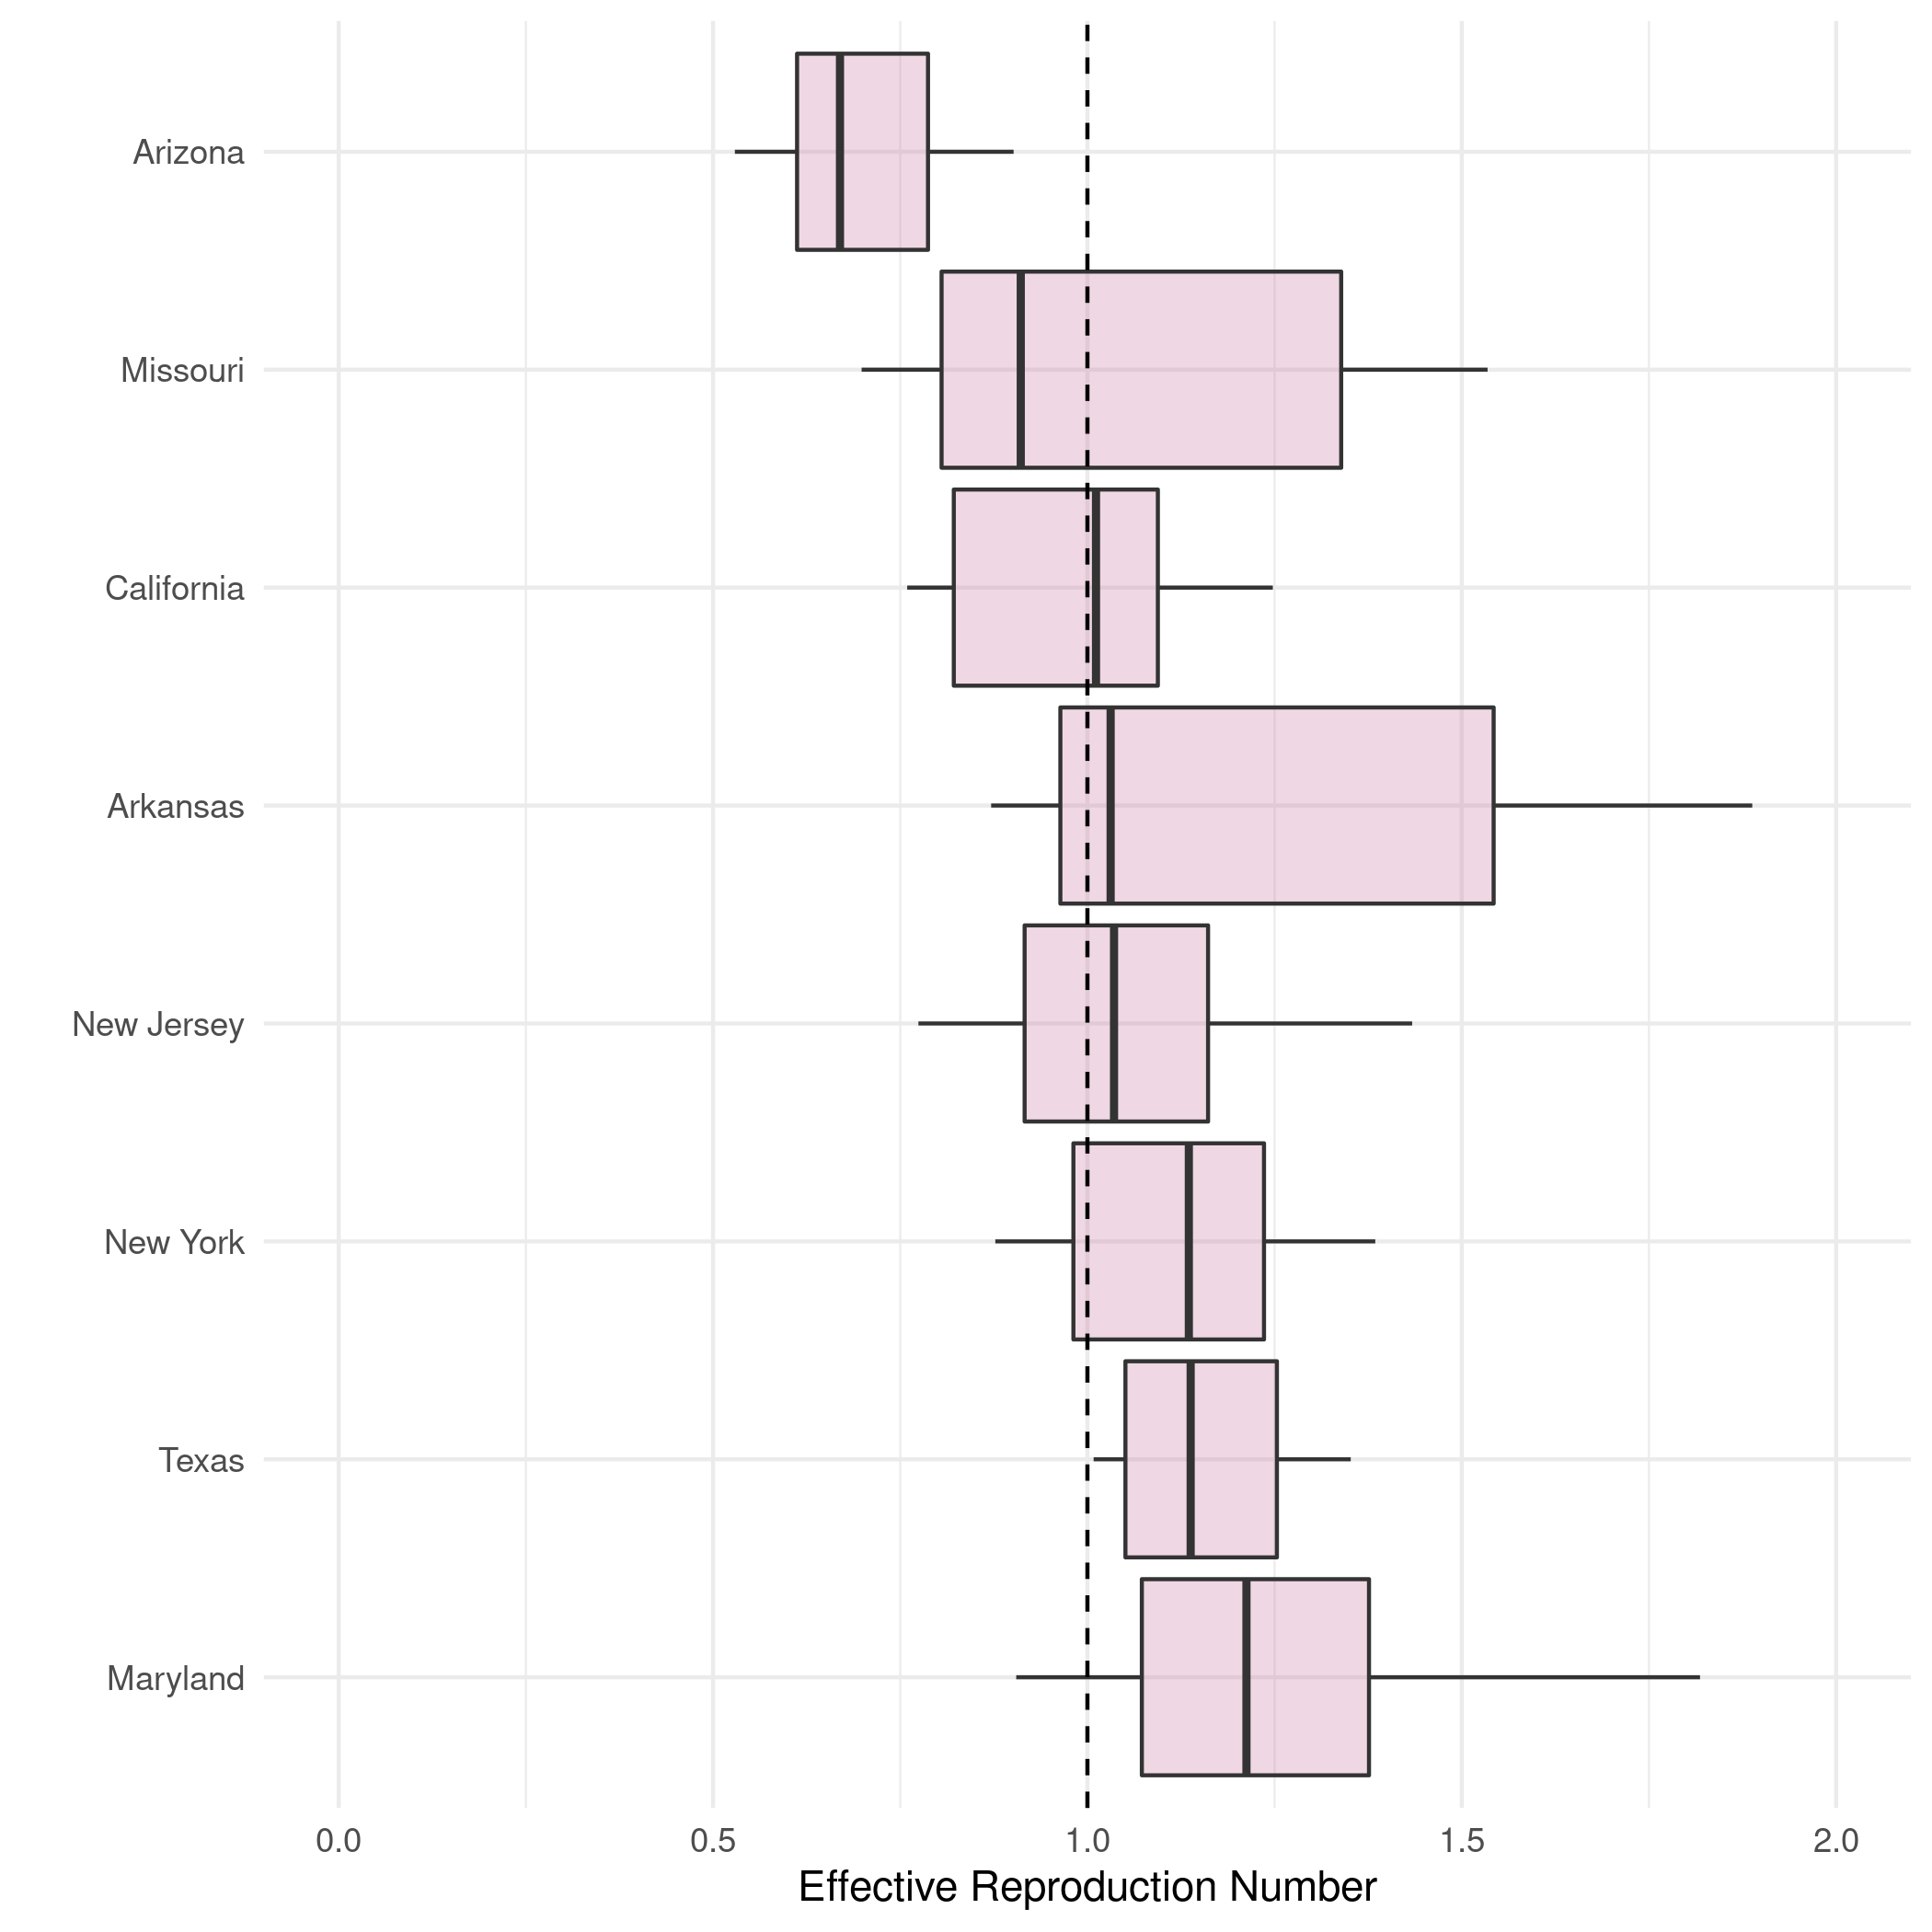 Arizona
Missouri
California
Arkansas
New Jersey
New York
Texas
Maryland
0.0 0.5 1.0 1.5 2.0
Effective Reproduction Number